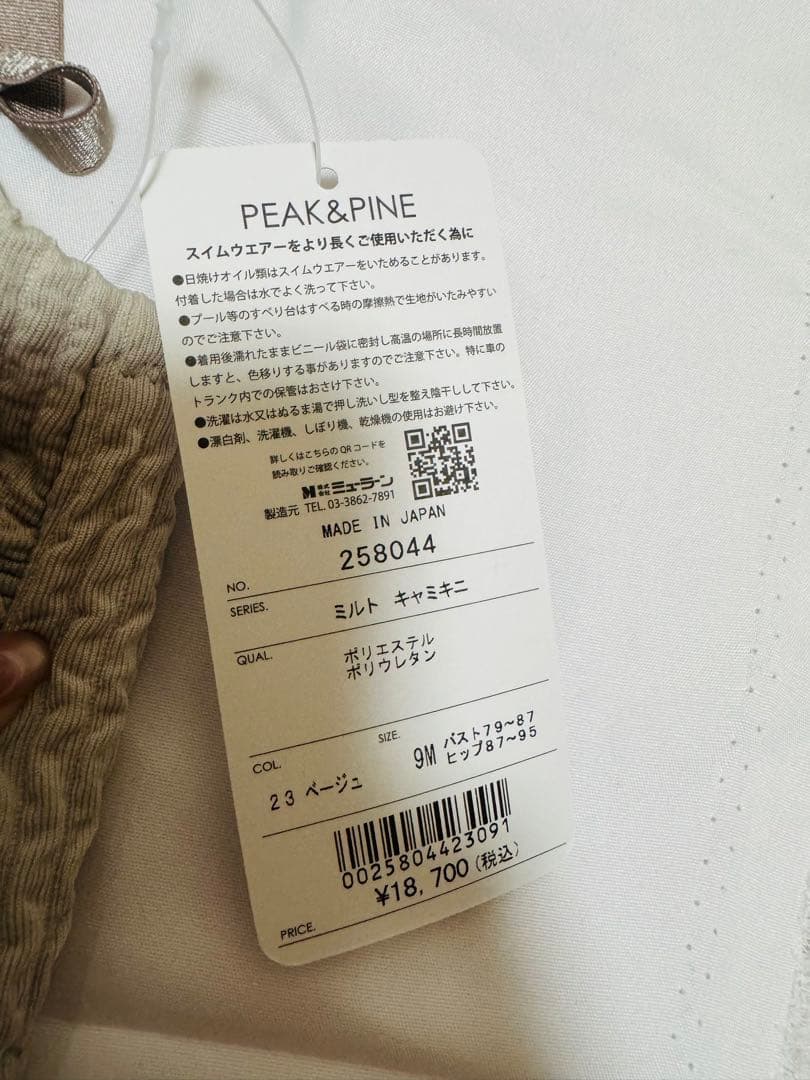 PEAK&PINE
スイムウエアーをより長くご使用いただく為に
●日焼けオイル類はスイムウエアーをいためることがあります。
付着した場合は水でよく洗って下さい。
●プール等のすべり台はすべる時の摩擦熱で生地がいたみやすい
のでご注意下さい。
●着用後濡れたままビニール袋に密封し高温の場所に長時間放置
しますと、色移りする事がありますのでご注意下さい。特に車の
トランク内での保管はおさけ下さい。
●洗濯は水又はぬるま湯で押し洗いし型を整え陰干しして下さい。
●漂白剤、洗濯機、しぼり機、乾燥機の使用はお避け下さい。
詳しくはこちらのQRコードを
読み取りご確認ください。
M 株式会社ミューラーン
製造元 TEL. 03-3862-7891
MADE IN JAPAN
NO. 258044
SERIES. ミルト キャミキニ
QUAL. ポリエステル
ポリウレタン
COL. 23 ベージュ
SIZE. 9M バスト79~87
ヒップ87~95
0025804423091
PRICE. ¥18,700(税込)